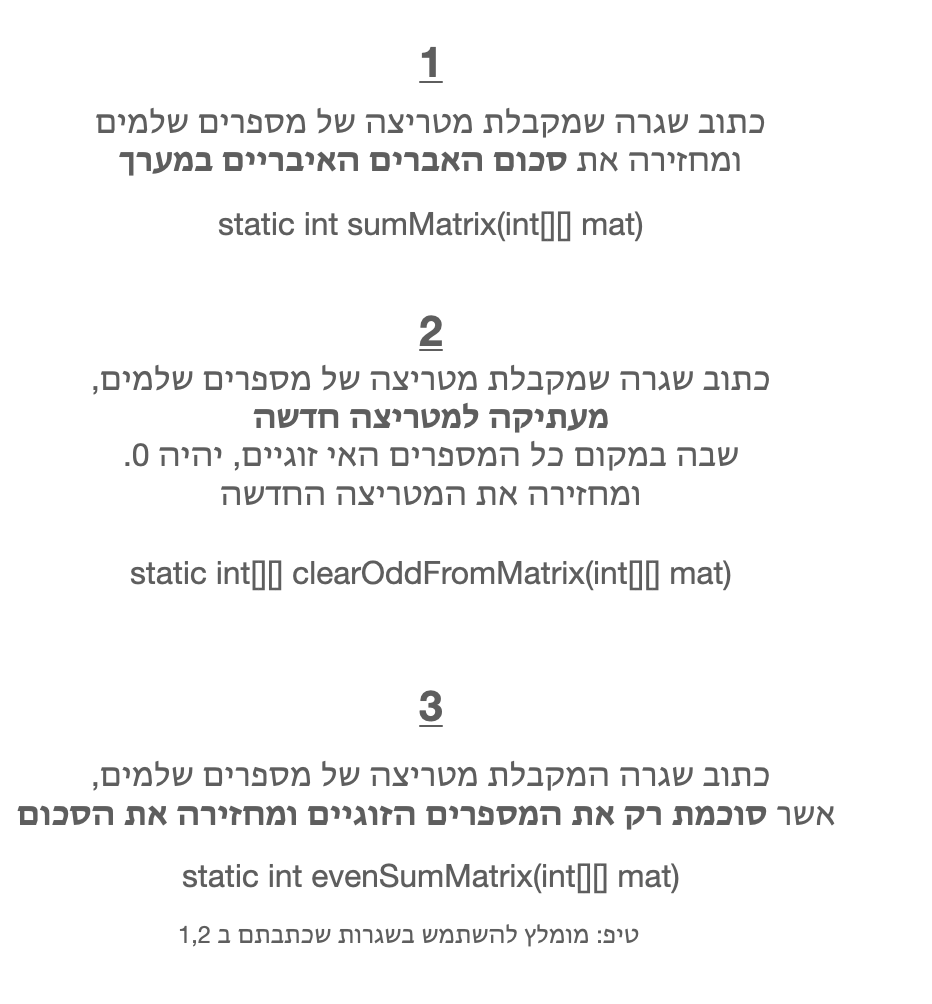 1
כתוב שגרה שמקבלת מטריצה של מספרים שלמים
ומחזירה את סכום האברים האיבריים במערך
static int sumMatrix(int[][] mat)
2
כתוב שגרה שמקבלת מטריצה של מספרים שלמים,
מעתיקה למטריצה חדשה
שבה במקום כל המספרים האי זוגיים, יהיה 0.
ומחזירה את המטריצה החדשה
static int[][] clearOddFromMatrix(int[][] mat)
3
כתוב שגרה המקבלת מטריצה של מספרים שלמים,
אשר סוכמת רק את המספרים הזוגיים ומחזירה את הסכום
static int evenSumMatrix(int[][] mat)
טיפ: מומלץ להשתמש בשגרות שכתבתם ב 1,2